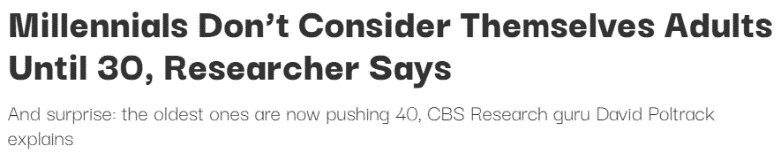 Millennials Don’t Consider Themselves Adults
Until 30, Researcher Says
And surprise: the oldest ones are now pushing 40, CBS Research guru David Poltrack
explains